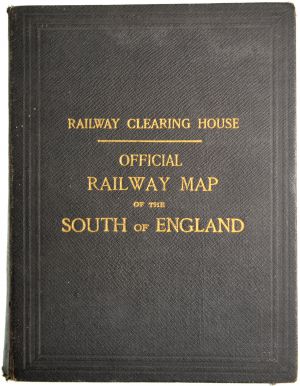 RAILWAY CLEARING HOUSE
OFFICIAL
RAILWAY MAP
OF THE
SOUTH OF ENGLAND